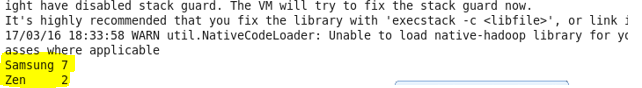 ight have disabled stack guard. The VM will try to fix the stack guard now.
It's highly recommended that you fix the library with 'execstack -c <libfile>', or link i
17/03/16 18:33:58 WARN util.NativeCodeLoader: Unable to load native-hadoop library for yo
asses where applicable
Samsung 7
Zen 2